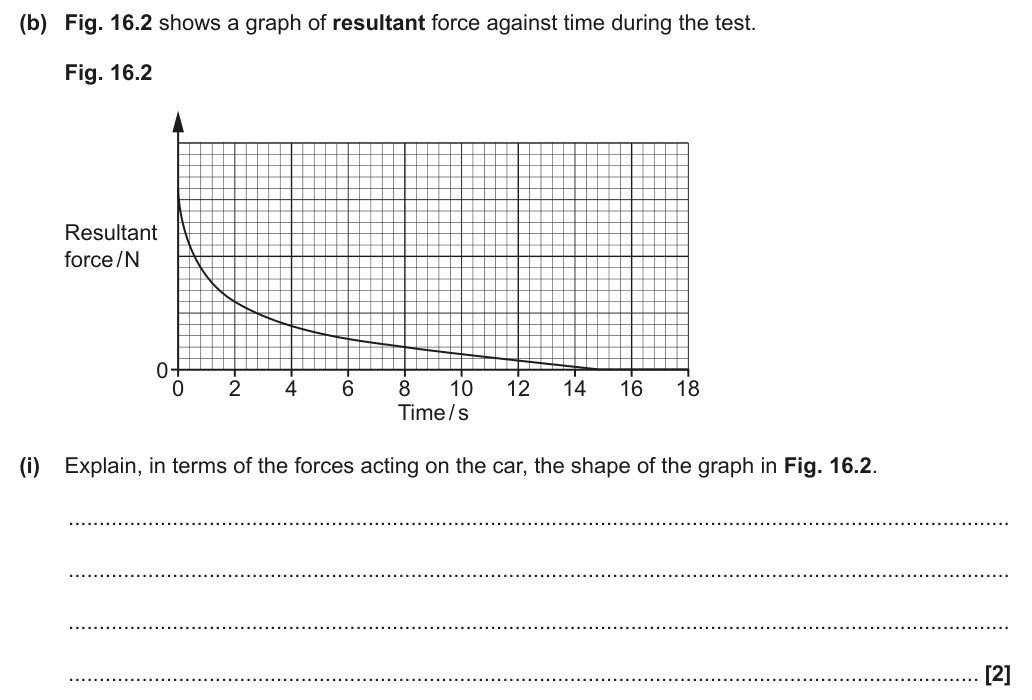 (b) Fig. 16.2 shows a graph of resultant force against time during the test.
Fig. 16.2
Resultant
force/N
0
0 2 4 6 8 10 12 14 16 18
Time/s
(i) Explain, in terms of the forces acting on the car, the shape of the graph in Fig. 16.2.
[2]